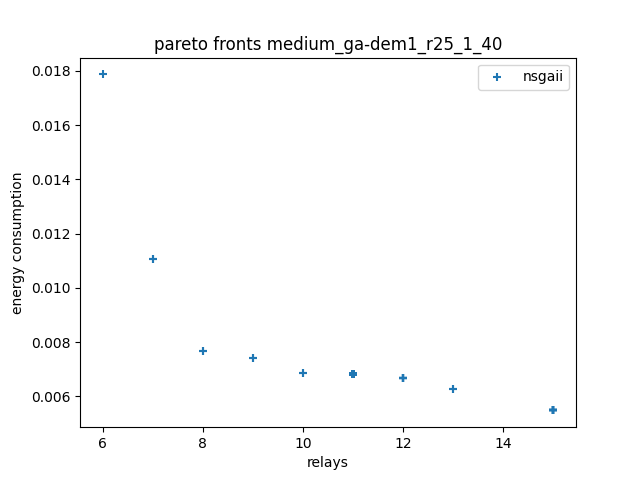 pareto fronts medium_ga-dem1_r25_1_40
nsgaii
0.018
0.016
0.014
0.012
0.010
0.008
0.006
energy consumption
6 8 10 12 14
relays